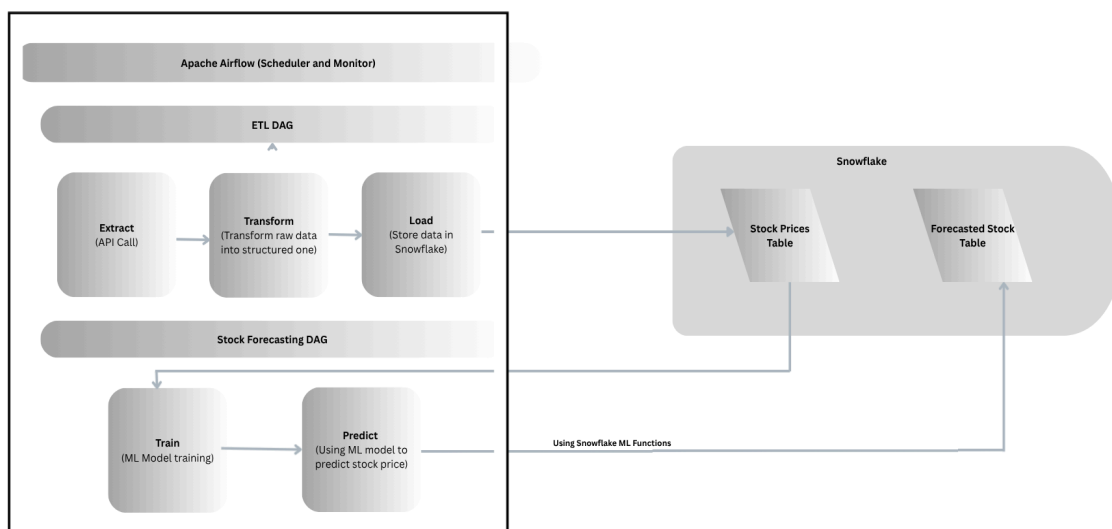 Apache Airflow (Scheduler and Monitor)
ETL DAG
Extract
(API Call)
Transform
(Transform raw data
into structured one)
Load
(Store data in
Snowflake)
Snowflake
Stock Prices
Table
Forecasted Stock
Table
Stock Forecasting DAG
Train
(ML Model training)
Predict
(Using ML model to
predict stock price)
Using Snowflake ML Functions